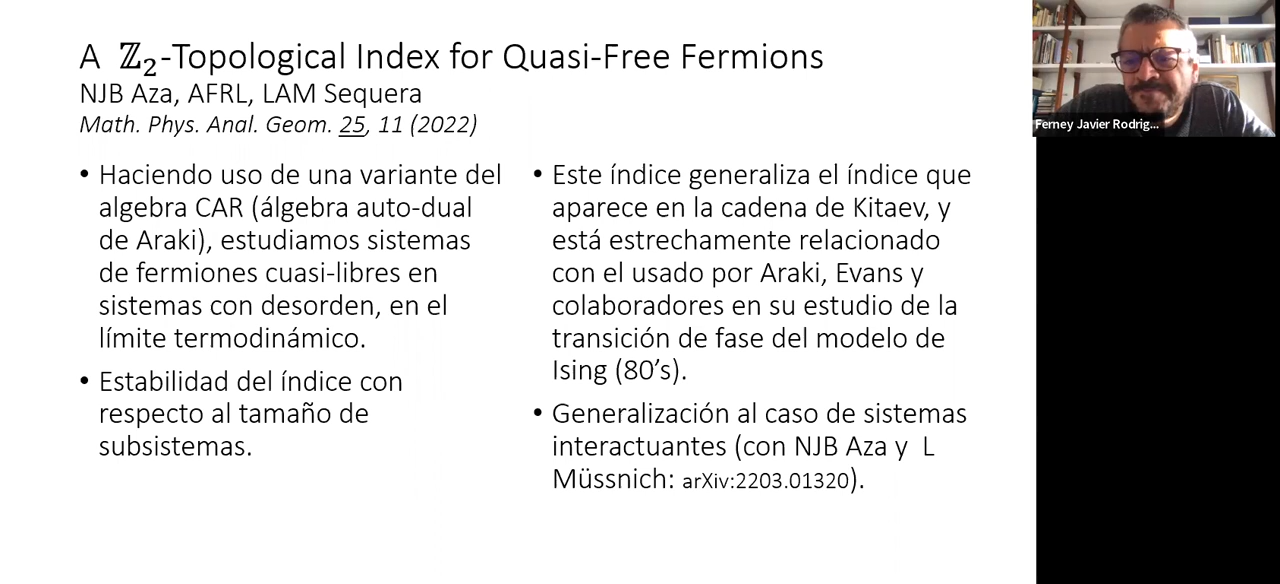 A ℤ₂-Topological Index for Quasi-Free Fermions
NJB Aza, AFRL, LAM Sequera
Math. Phys. Anal. Geom. 25, 11 (2022)
• Haciendo uso de una variante del
algebra CAR (álgebra auto-dual
de Araki), estudiamos sistemas
de fermiones cuasi-libres en
sistemas con desorden, en el
límite termodinámico.
• Estabilidad del índice con
respecto al tamaño de
subsistemas.
• Este índice generaliza el índice que
aparece en la cadena de Kitaev, y
está estrechamente relacionado
con el usado por Araki, Evans y
colaboradores en su estudio de la
transición de fase del modelo de
Ising (80’s).
• Generalización al caso de sistemas
interactuantes (con NJB Aza y L
Müssnich: arXiv:2203.01320).
Ferney Javier Rodrig...